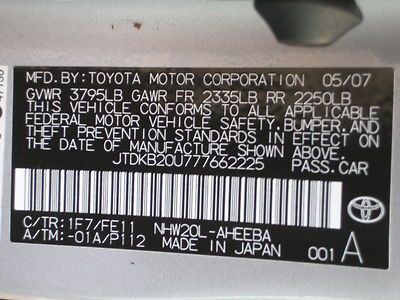 MFD. BY: TOYOTA MOTOR CORPORATION 05/07
GVWR 3795LB GAWR FR 2335LB RR 2250LB
THIS VEHICLE CONFORMS TO ALL APPLICABLE
FEDERAL MOTOR VEHICLE SAFETY, BUMPER, AND
THEFT PREVENTION STANDARDS IN EFFECT ON
THE DATE OF MANUFACTURE SHOWN ABOVE.
JTDKB20U777662225 PASS.CAR
C/TR: 1F7/FE11 NHW20L-AHEEBA
A/TM: -01A/P112 MADE IN JAPAN 001 A
TOYOTA